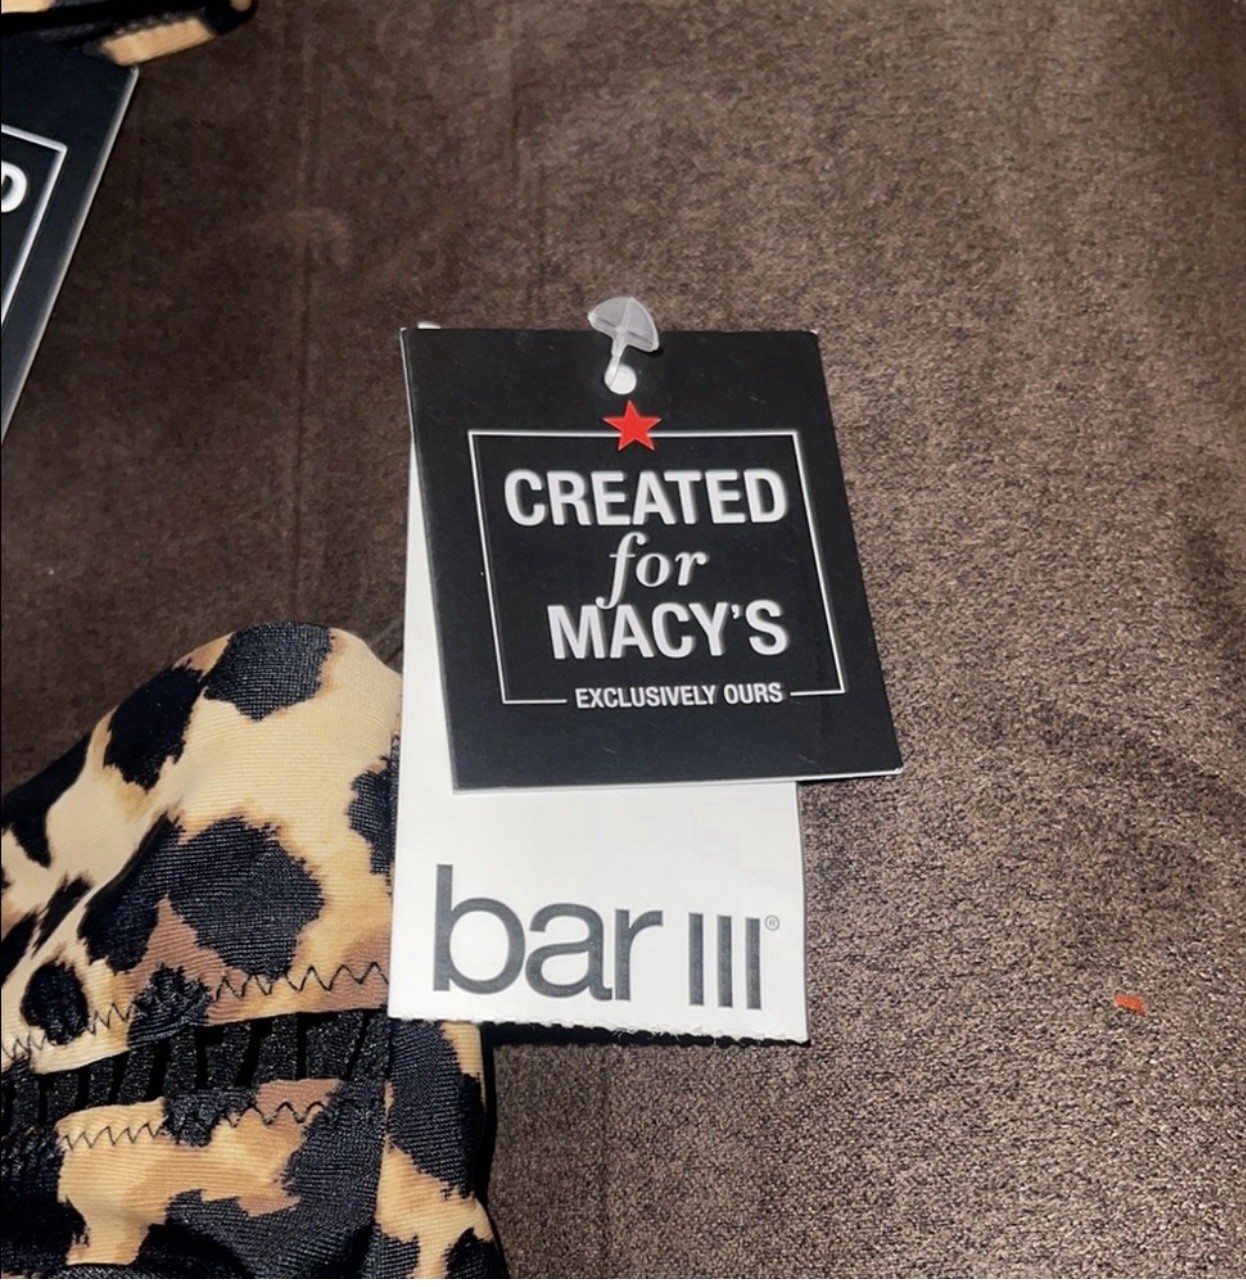 CREATED
for
MACY'S
EXCLUSIVELY OURS
bar III®